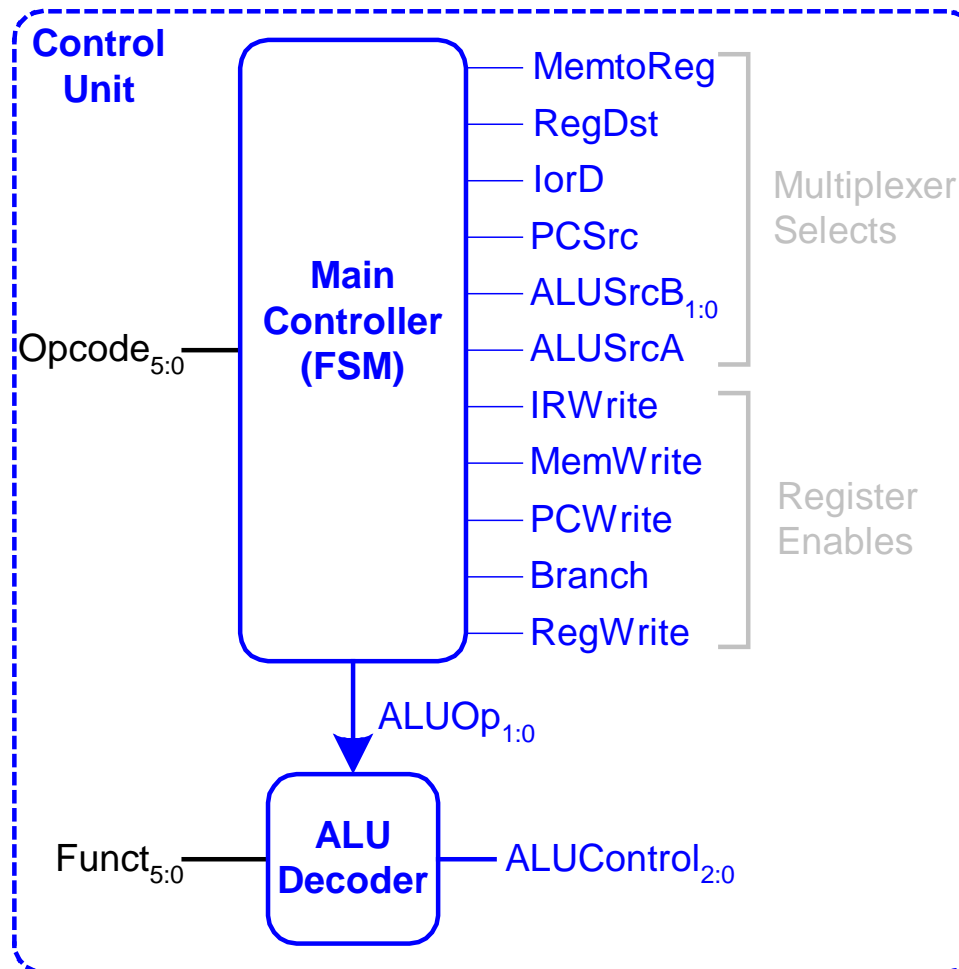 Control
Unit
MemtoReg
RegDst
IorD
PCSrc
ALUSrcB1:0
ALUSrcA
Multiplexer
Selects
Main
Controller
(FSM)
Opcode5:0
IRWrite
MemWrite
PCWrite
Branch
RegWrite
Register
Enables
ALUOp1:0
ALU
Decoder
Funct5:0
ALUControl2:0